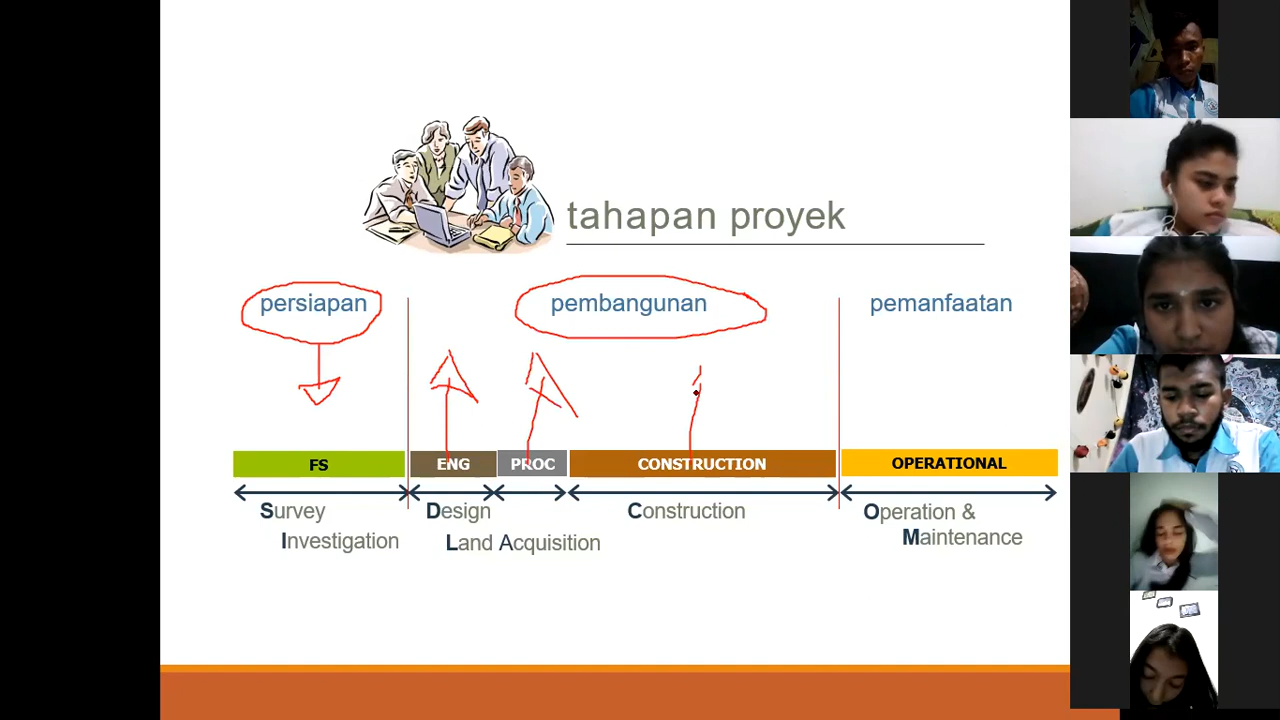 tahapan proyek
persiapan
pembangunan
pemanfaatan
FS
ENG
PROC
CONSTRUCTION
OPERATIONAL
Survey
Investigation
Design
Land Acquisition
Construction
Operation &
Maintenance